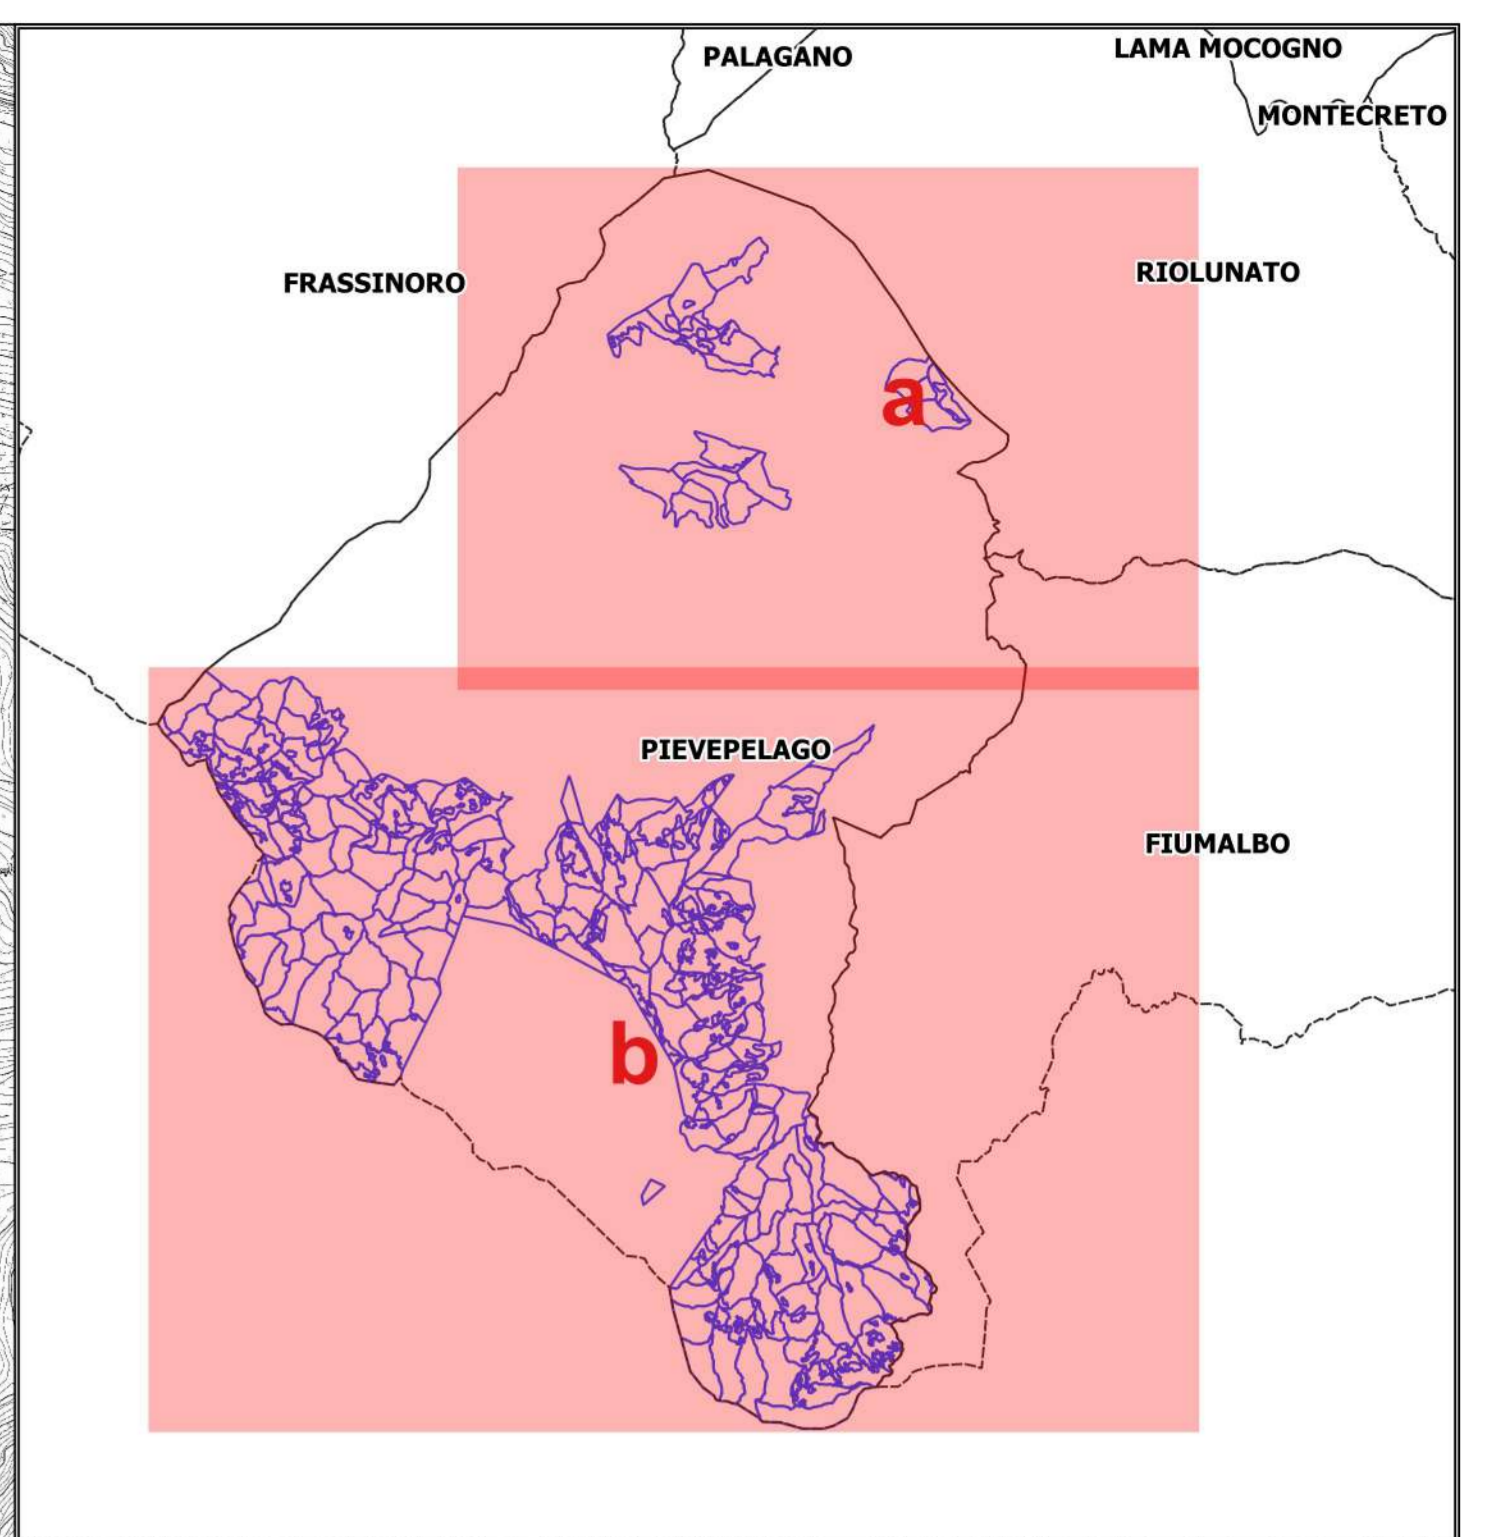 PALAGANO
LAMA MOCOGNO
MONTECRETO
FRASSINORO
RIOLUNATO
a
PIEVEPELAGO
FIUMALBO
b